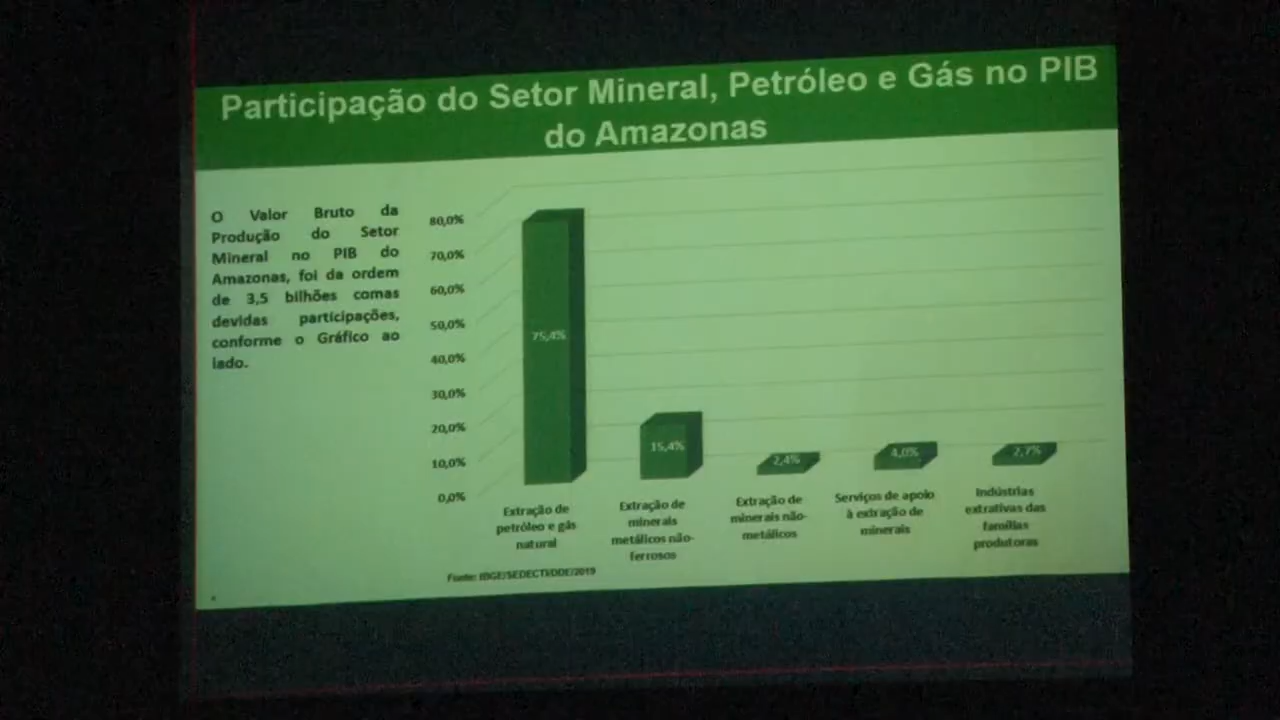 Participação do Setor Mineral, Petróleo e Gás no PIB
do Amazonas
O Valor Bruto da
Produção do Setor
Mineral no PIB do
Amazonas, foi da ordem
de 3,5 bilhões comas
devidas participações,
conforme o Gráfico ao
lado.
80,0%
70,0%
60,0%
50,0%
40,0%
30,0%
20,0%
10,0%
0,0%
75,4%
15,4%
2,4%
4,0%
2,7%
Extração de
petróleo e gás
natural
Extração de
minerais
metálicos não-
ferrosos
Extração de
minerais não-
metálicos
Serviços de apoio
à extração de
minerais
Indústrias
extrativas das
famílias
produtoras
Fonte: IBGE/SEDECTI/DDE/2019